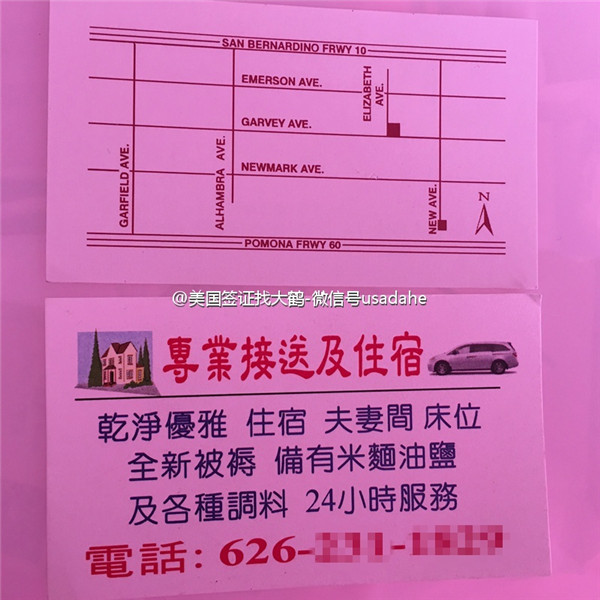 SAN BERNARDINO FRWY 10
EMERSON AVE.
ELIZABETH AVE.
GARVEY AVE.
GARFIELD AVE.
ALHAMBRA AVE.
NEWMARK AVE.
NEW AVE.
N
POMONA FRWY 60
@美国签证找大鹤-微信号usadahe
專業接送及住宿
乾淨優雅 住宿 夫妻間 床位
全新被褥 備有米麵油鹽
及各種調料 24小時服務
電話: 626-